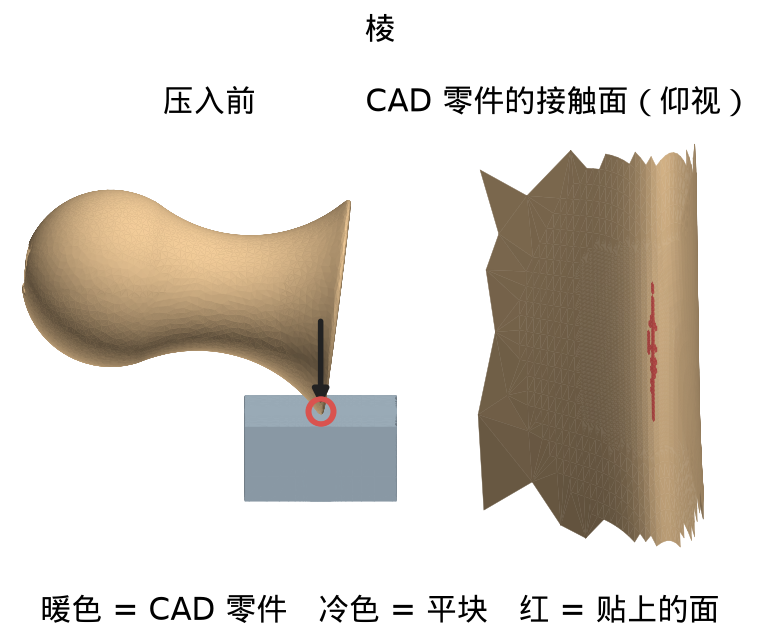 棱
压入前
CAD 零件的接触面（仰视）
暖色 = CAD 零件 冷色 = 平块 红 = 贴上的面